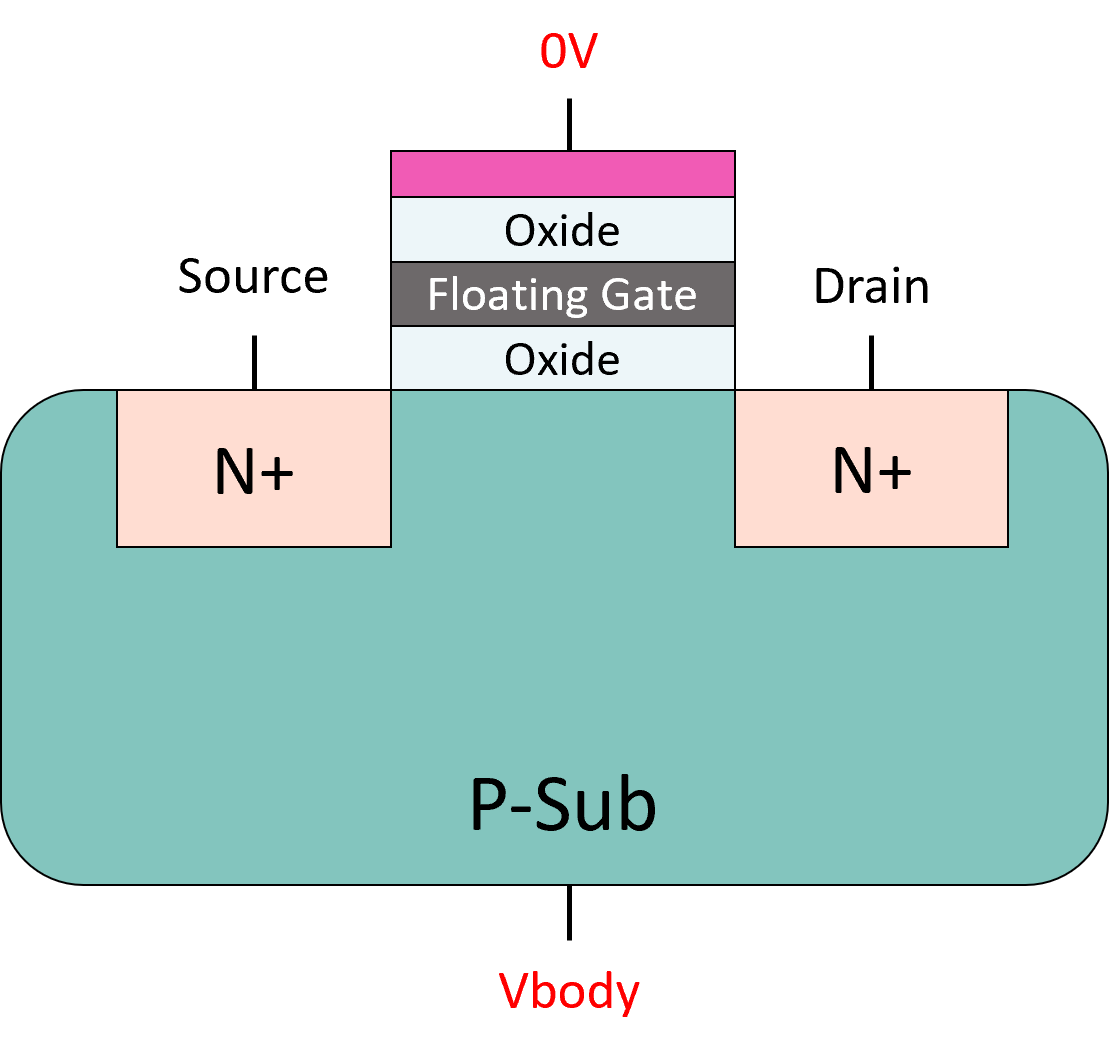 0V
Oxide
Source
Floating Gate
Drain
Oxide
N+
N+
P-Sub
Vbody